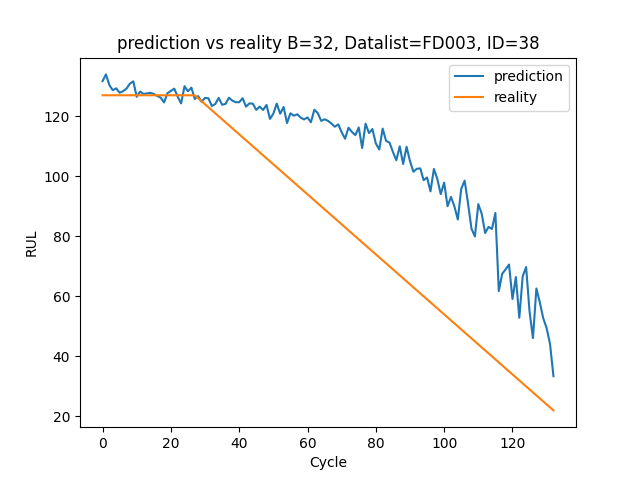 prediction vs reality B=32, Datalist=FD003, ID=38
prediction
reality
RUL
120
100
80
60
40
20
0 20 40 60 80 100 120
Cycle